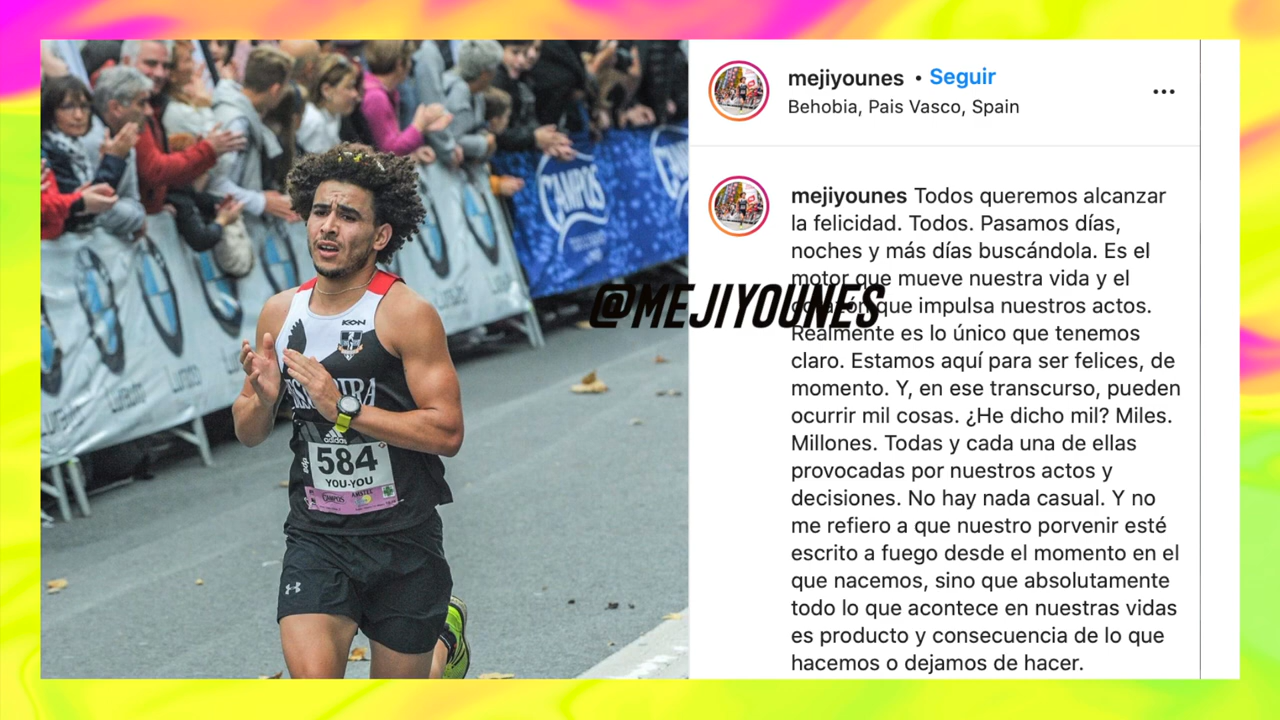 mejiyounes • Seguir
Behobia, Pais Vasco, Spain
mejiyounes Todos queremos alcanzar
la felicidad. Todos. Pasamos días,
noches y más días buscándola. Es el
motor que mueve nuestra vida y el
que impulsa nuestros actos.
Realmente es lo único que tenemos
claro. Estamos aquí para ser felices, de
momento. Y, en ese transcurso, pueden
ocurrir mil cosas. ¿He dicho mil? Miles.
Millones. Todas y cada una de ellas
provocadas por nuestros actos y
decisiones. No hay nada casual. Y no
me refiero a que nuestro porvenir esté
escrito a fuego desde el momento en el
que nacemos, sino que absolutamente
todo lo que acontece en nuestras vidas
es producto y consecuencia de lo que
hacemos o dejamos de hacer.
@MEJIYOUNES
CAMPOS
adidas
584
YOU-YOU
CAMPOS
AMSTEL